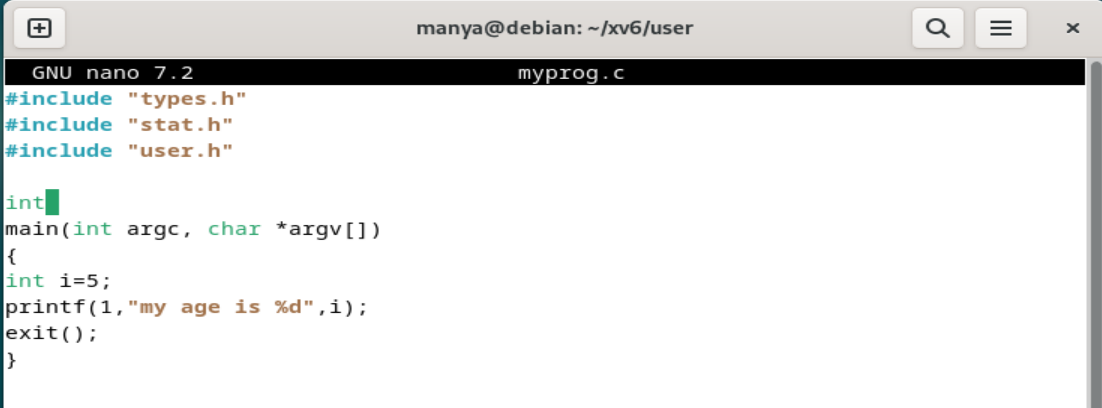 manya@debian: ~/xv6/user
GNU nano 7.2 myprog.c
#include "types.h"
#include "stat.h"
#include "user.h"
int
main(int argc, char *argv[])
{
int i=5;
printf(1,"my age is %d",i);
exit();
}